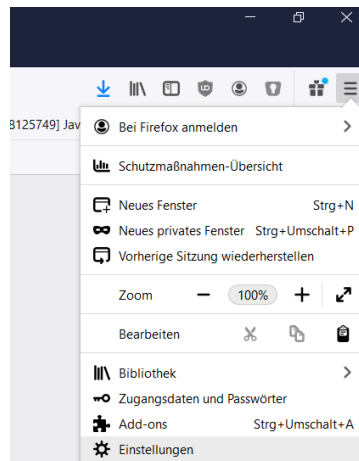 8125749] Jav
Bei Firefox anmelden
Schutzmaßnahmen-Übersicht
Neues Fenster Strg+N
Neues privates Fenster Strg+Umschalt+P
Vorherige Sitzung wiederherstellen
Zoom 100%
Bearbeiten
Bibliothek
Zugangsdaten und Passwörter
Add-ons Strg+Umschalt+A
Einstellungen